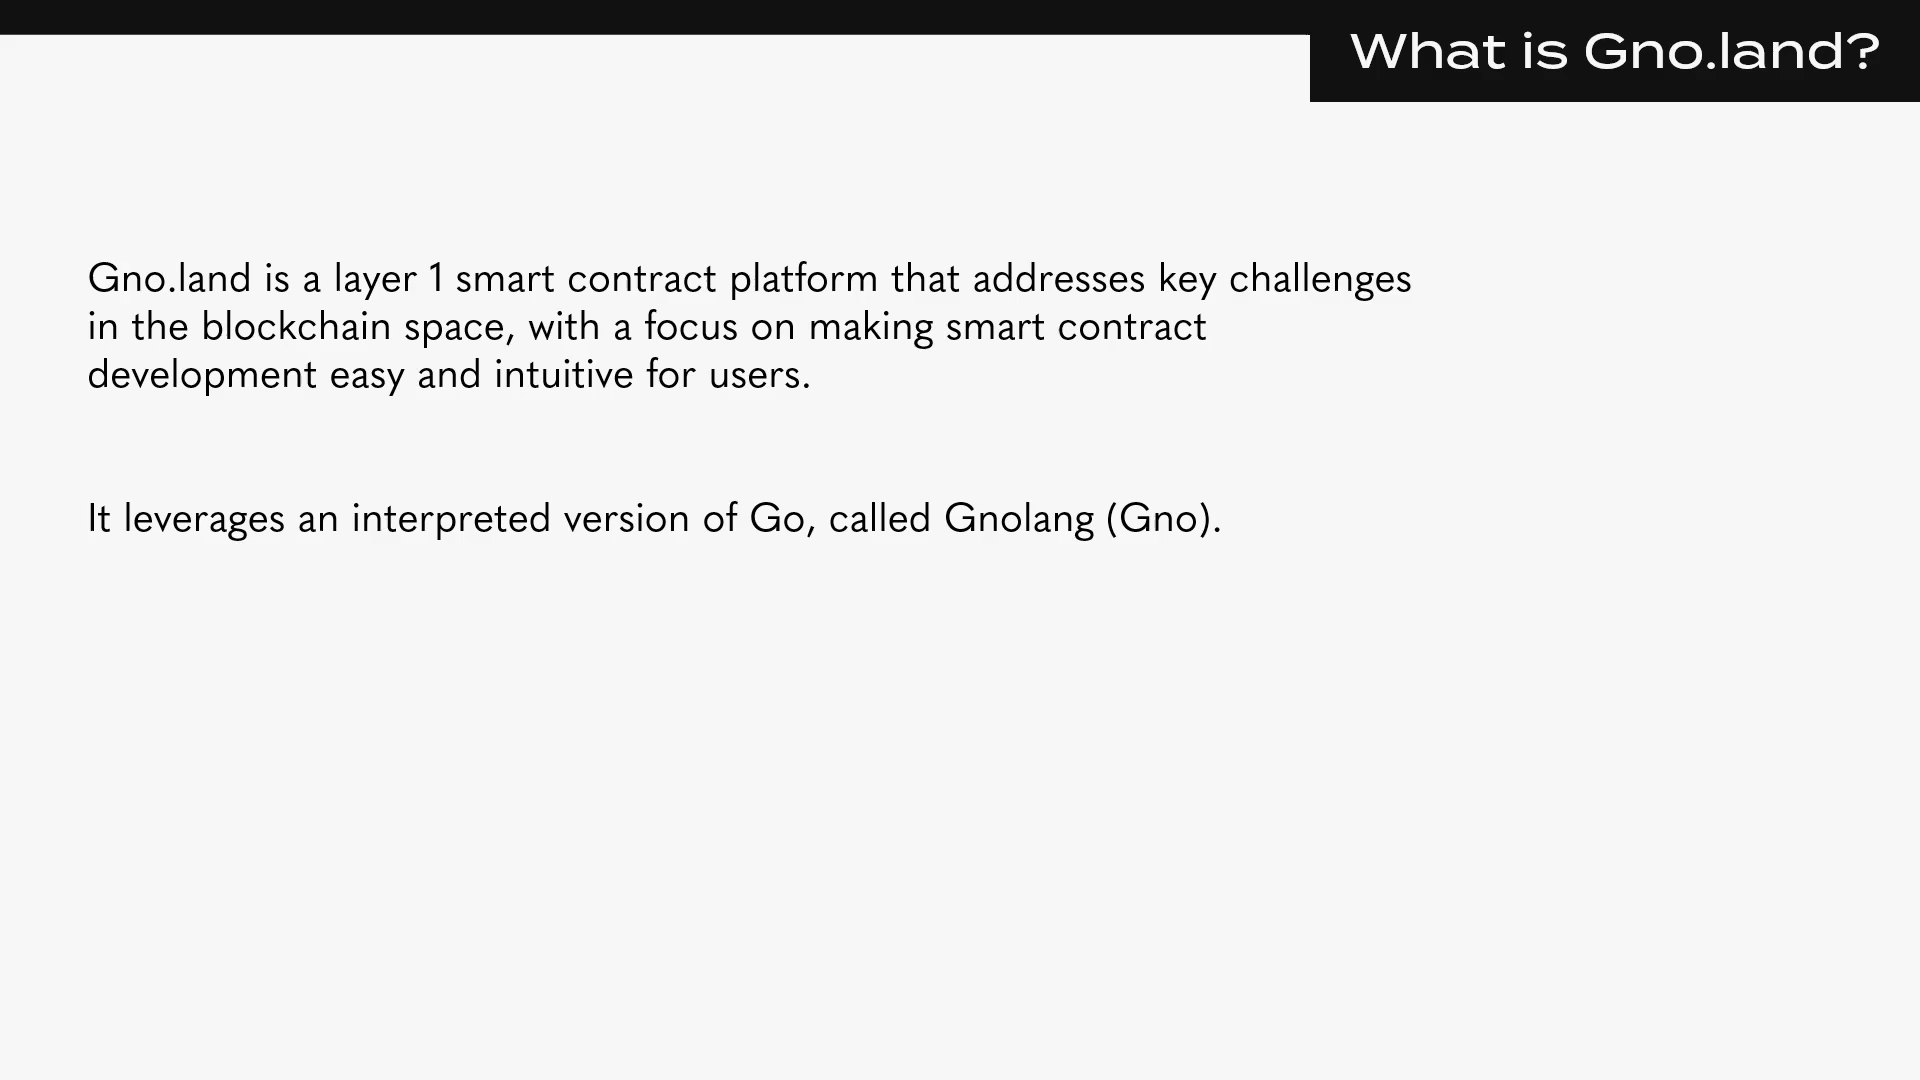 What is Gno.land?
Gno.land is a layer 1 smart contract platform that addresses key challenges
in the blockchain space, with a focus on making smart contract
development easy and intuitive for users.
It leverages an interpreted version of Go, called Gnolang (Gno).